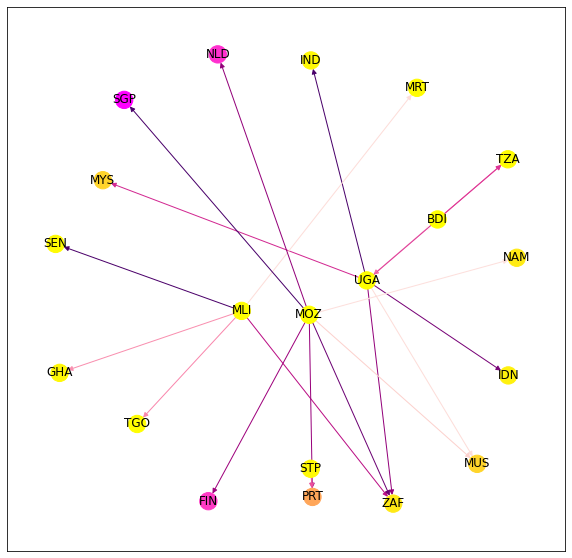 NLD
IND
MRT
SGP
TZA
MYS
BDI
SEN
NAM
UGA
MLI
MOZ
GHA
IDN
TGO
MUS
STP
PRT
FIN
ZAF